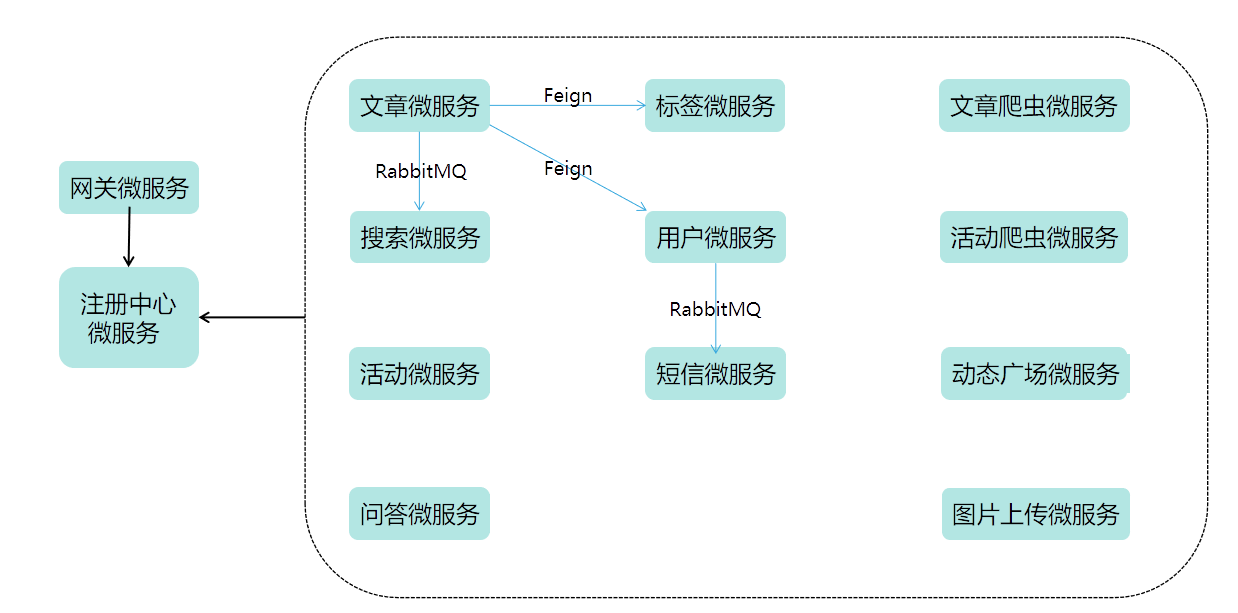 文章微服务
Feign
标签微服务
文章爬虫微服务
网关微服务
RabbitMQ
Feign
搜索微服务
用户微服务
活动爬虫微服务
注册中心
微服务
RabbitMQ
活动微服务
短信微服务
动态广场微服务
问答微服务
图片上传微服务